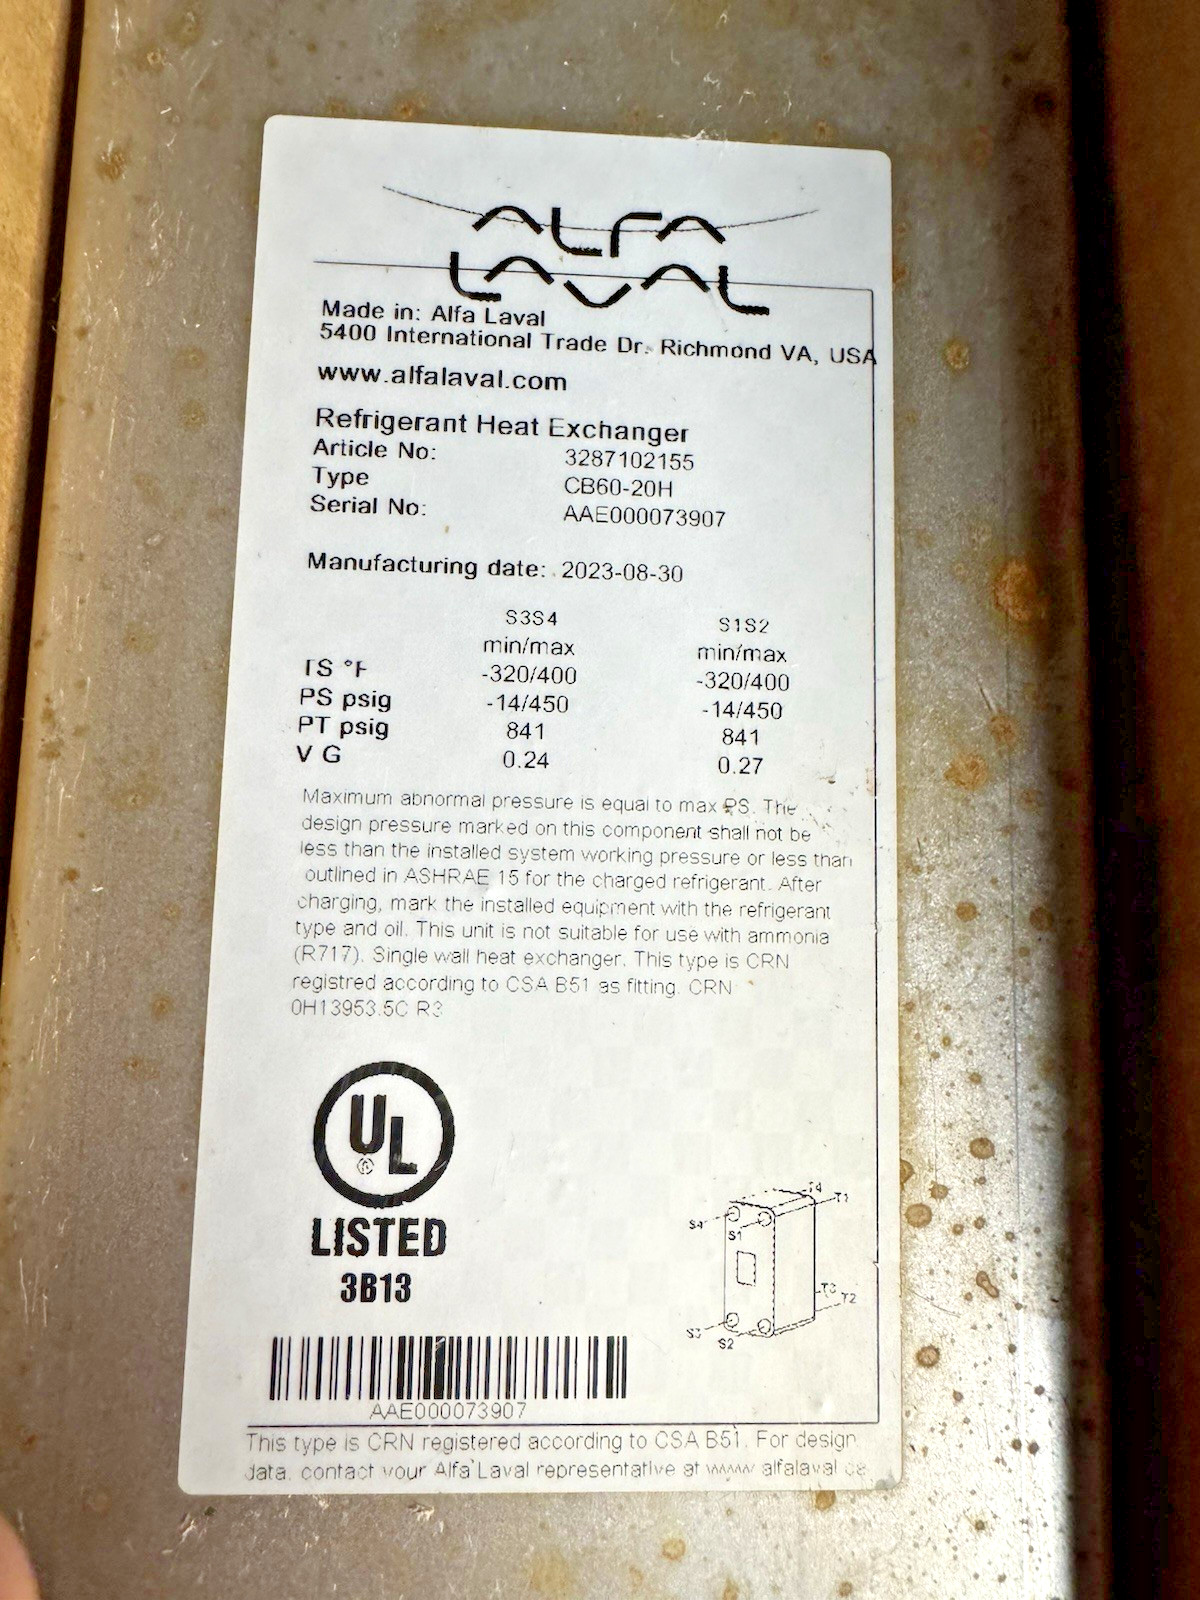 ALFA
LAVAL
Made in: Alfa Laval
5400 International Trade Dr. Richmond VA, USA
www.alfalaval.com
Refrigerant Heat Exchanger
Article No: 3287102155
Type CB60-20H
Serial No: AAE000073907
Manufacturing date: 2023-08-30
S3S4 S1S2
min/max min/max
TS °F -320/400 -320/400
PS psig -14/450 -14/450
PT psig 841 841
V G 0.24 0.27
Maximum abnormal pressure is equal to max PS. The
design pressure marked on this component shall not be
less than the installed system working pressure or less than
outlined in ASHRAE 15 for the charged refrigerant. After
charging, mark the installed equipment with the refrigerant
type and oil. This unit is not suitable for use with ammonia
(R717). Single wall heat exchanger. This type is CRN
registred according to CSA B51 as fitting. CRN
0H13953.5C R3
UL
®
LISTED
3B13
T4
T1
S4
S1
T3
T2
S3
S2
AAE000073907
This type is CRN registered according to CSA B51. For design
data, contact your Alfa Laval representative at www.alfalaval.ca